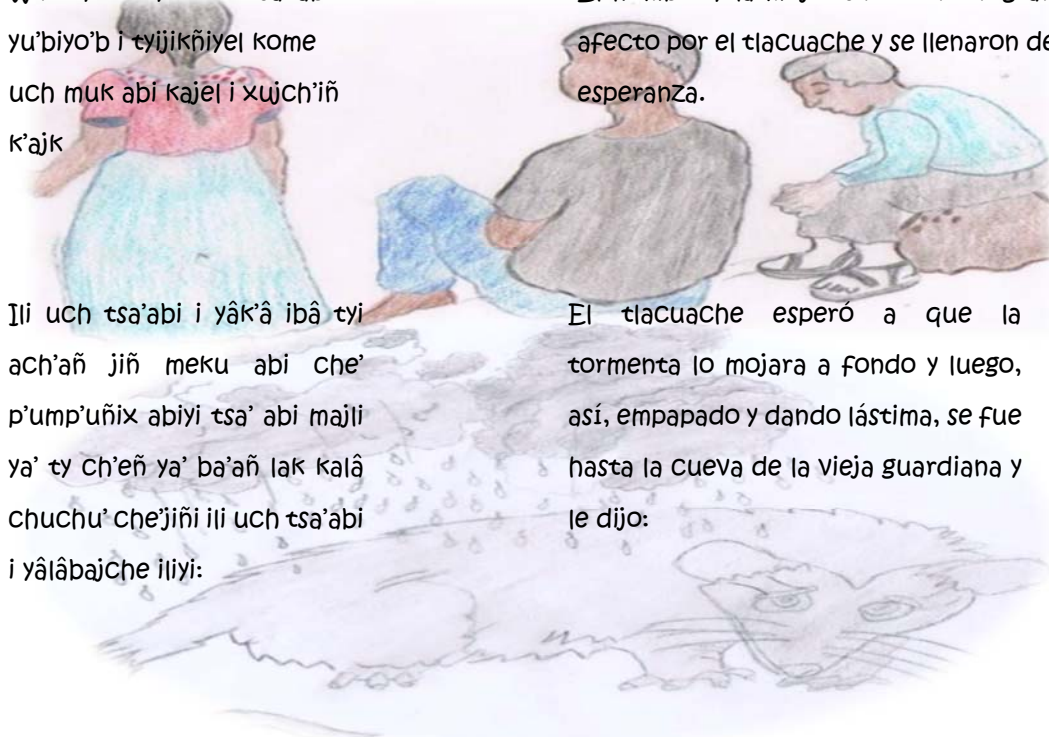 yu'biyo'b i tyijikñiyel kome
uch muk abi kajel i xujch'iñ
k'ajk
afecto por el tlacuache y se llenaron de
esperanza.
Ili uch tsa'abi i yâk'â ibâ tyi
ach'añ jiñ meku abi che'
p'ump'uñix abiyi tsa' abi majli
ya' ty ch'eñ ya' ba'añ lak kalâ
chuchu' che'jiñi ili uch tsa'abi
i yâlâbajche iliyi:
El tlacuache esperó a que la
tormenta lo mojara a fondo y luego,
así, empapado y dando lástima, se fue
hasta la cueva de la vieja guardiana y
le dijo: